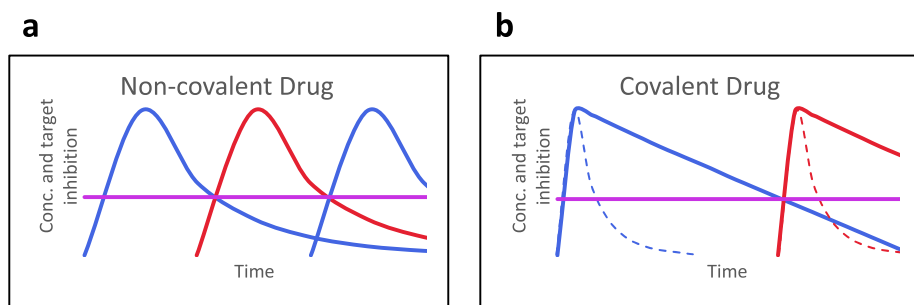 a
Non-covalent Drug
Conc. and target
inhibition
Time
b
Covalent Drug
Conc. and target
inhibition
Time